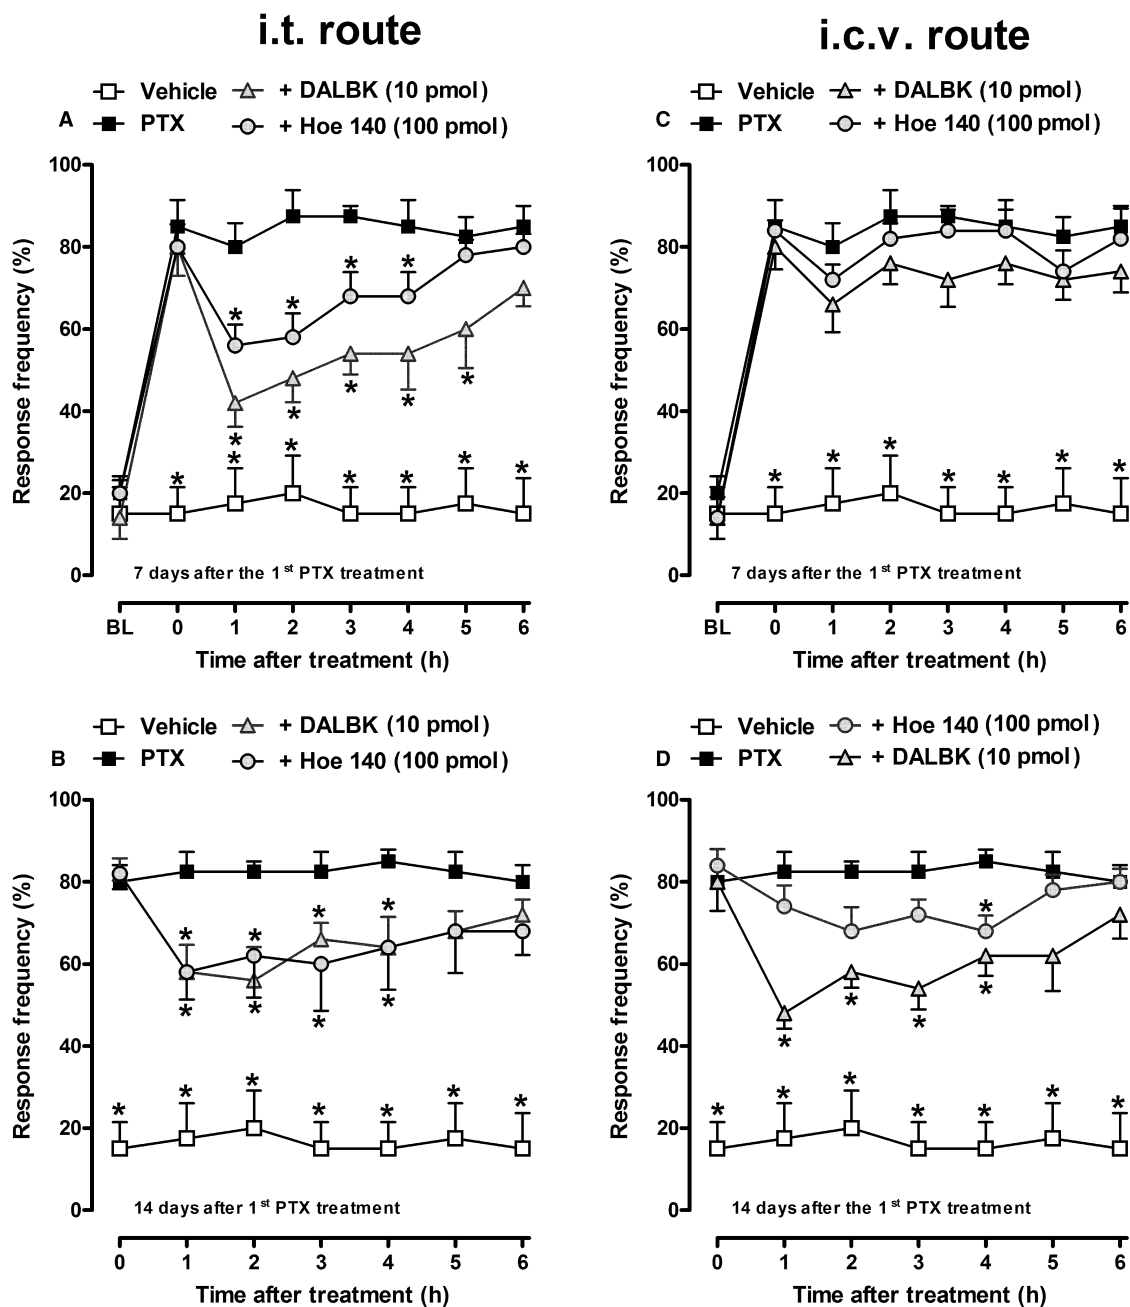 i.t. route
i.c.v. route
A
Vehicle + DALBK (10 pmol)
PTX + Hoe 140 (100 pmol)
Response frequency (%)
100
80
60
40
20
0
* * * * * * * * * * * * * * * *
7 days after the 1st PTX treatment
BL 0 1 2 3 4 5 6
Time after treatment (h)
C
Vehicle + DALBK (10 pmol)
PTX + Hoe 140 (100 pmol)
Response frequency (%)
100
80
60
40
20
0
* * * * * * *
7 days after the 1st PTX treatment
BL 0 1 2 3 4 5 6
Time after treatment (h)
B
Vehicle + DALBK (10 pmol)
PTX + Hoe 140 (100 pmol)
Response frequency (%)
100
80
60
40
20
0
* * * * * * * * * * * * * * *
14 days after 1st PTX treatment
0 1 2 3 4 5 6
Time after treatment (h)
D
Vehicle + Hoe 140 (100 pmol)
PTX + DALBK (10 pmol)
Response frequency (%)
100
80
60
40
20
0
* * * * * * * * * * * *
14 days after the 1st PTX treatment
0 1 2 3 4 5 6
Time after treatment (h)